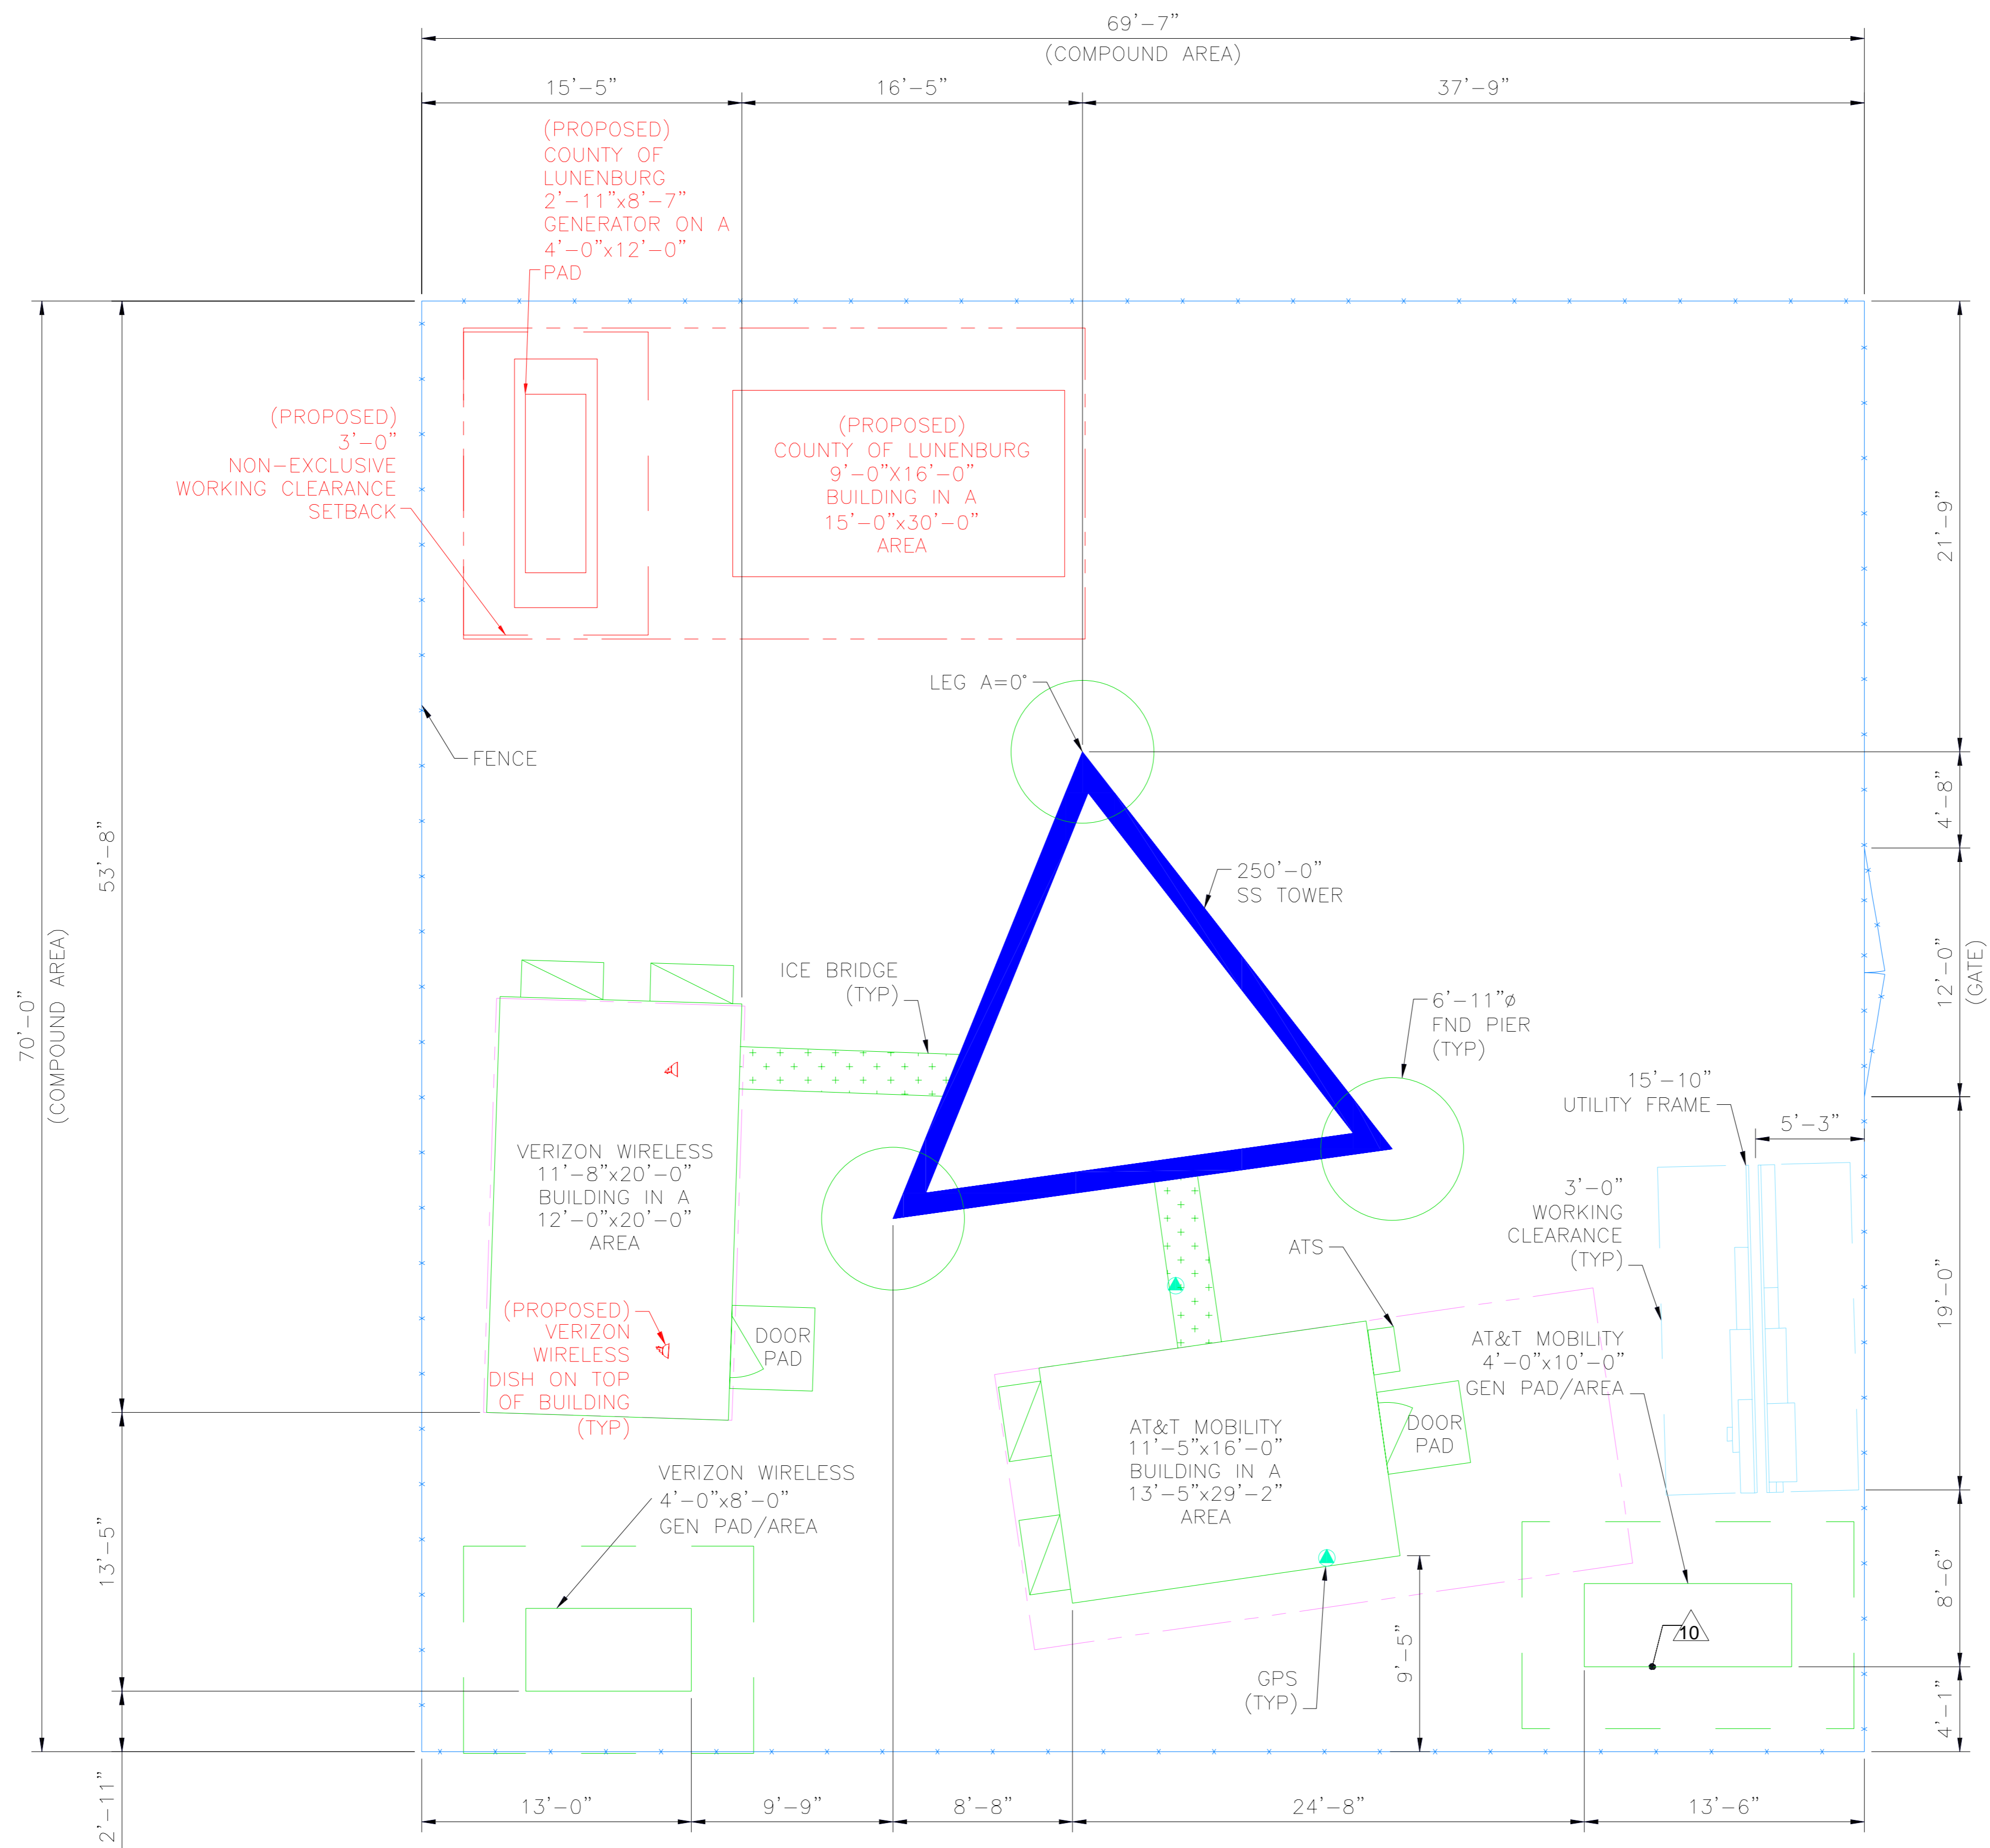 69'-7"
(COMPOUND AREA)
15'-5"
16'-5"
37'-9"
(PROPOSED)
COUNTY OF
LUNENBURG
2'-11"x8'-7"
GENERATOR ON A
4'-0"x12'-0"
PAD
(PROPOSED)
3'-0"
NON-EXCLUSIVE
WORKING CLEARANCE
SETBACK
(PROPOSED)
COUNTY OF LUNENBURG
9'-0"X16'-0"
BUILDING IN A
15'-0"x30'-0"
AREA
21'-9"
LEG A=0°
FENCE
4'-8"
53'-8"
70'-0"
(COMPOUND AREA)
250'-0"
SS TOWER
12'-0"
(GATE)
ICE BRIDGE
(TYP)
6'-11"ø
FND PIER
(TYP)
15'-10"
UTILITY FRAME
5'-3"
VERIZON WIRELESS
11'-8"x20'-0"
BUILDING IN A
12'-0"x20'-0"
AREA
3'-0"
WORKING
CLEARANCE
(TYP)
ATS
19'-0"
(PROPOSED)
VERIZON
WIRELESS
DISH ON TOP
OF BUILDING
(TYP)
DOOR
PAD
AT&T MOBILITY
4'-0"x10'-0"
GEN PAD/AREA
AT&T MOBILITY
11'-5"x16'-0"
BUILDING IN A
13'-5"x29'-2"
AREA
DOOR
PAD
VERIZON WIRELESS
4'-0"x8'-0"
GEN PAD/AREA
13'-5"
8'-6"
10
9'-5"
GPS
(TYP)
4'-1"
2'-11"
13'-0"
9'-9"
8'-8"
24'-8"
13'-6"